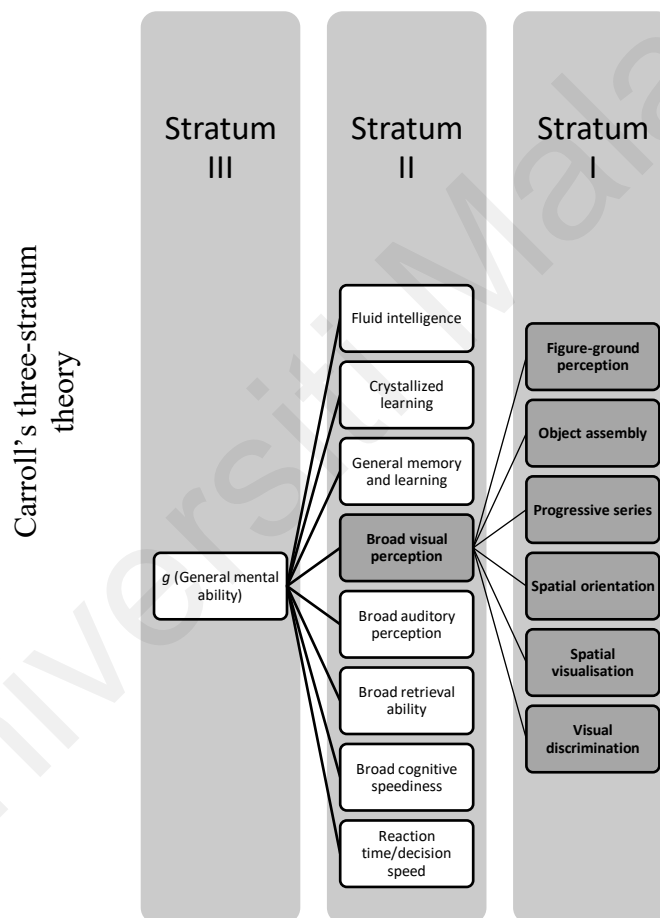 Carroll's three-stratum
theory
Stratum
III
Stratum
II
Stratum
I
g (General mental
ability)
Fluid intelligence
Crystallized
learning
General memory
and learning
Broad visual
perception
Broad auditory
perception
Broad retrieval
ability
Broad cognitive
speediness
Reaction
time/decision
speed
Figure-ground
perception
Object assembly
Progressive series
Spatial orientation
Spatial
visualisation
Visual
discrimination
niversiti Mala